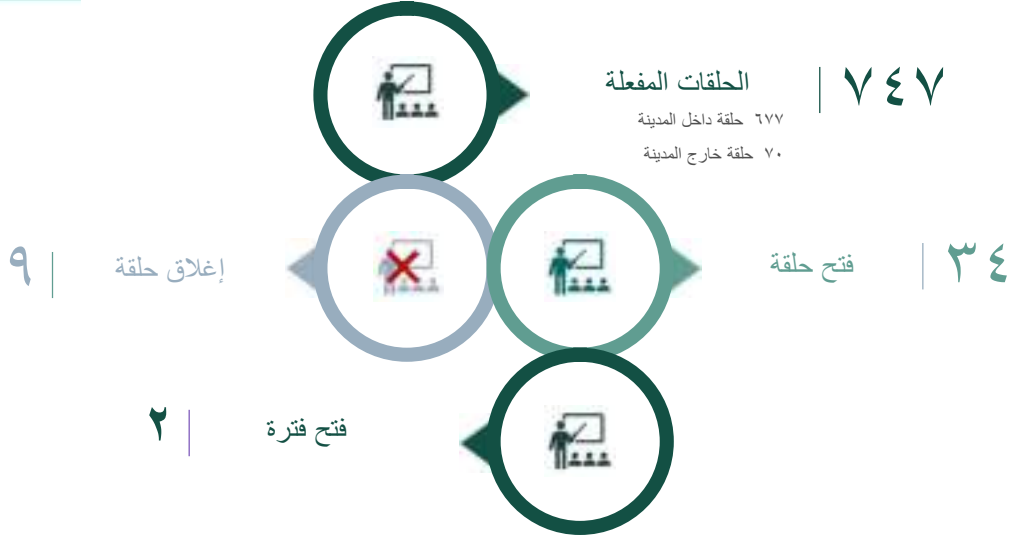 ٧٤٧
الحلقات المفعلة
٦٧٧ حلقة داخل المدينة
٧٠ حلقة خارج المدينة
٣٤
فتح حلقة
إغلاق حلقة
٩
فتح فترة
٢